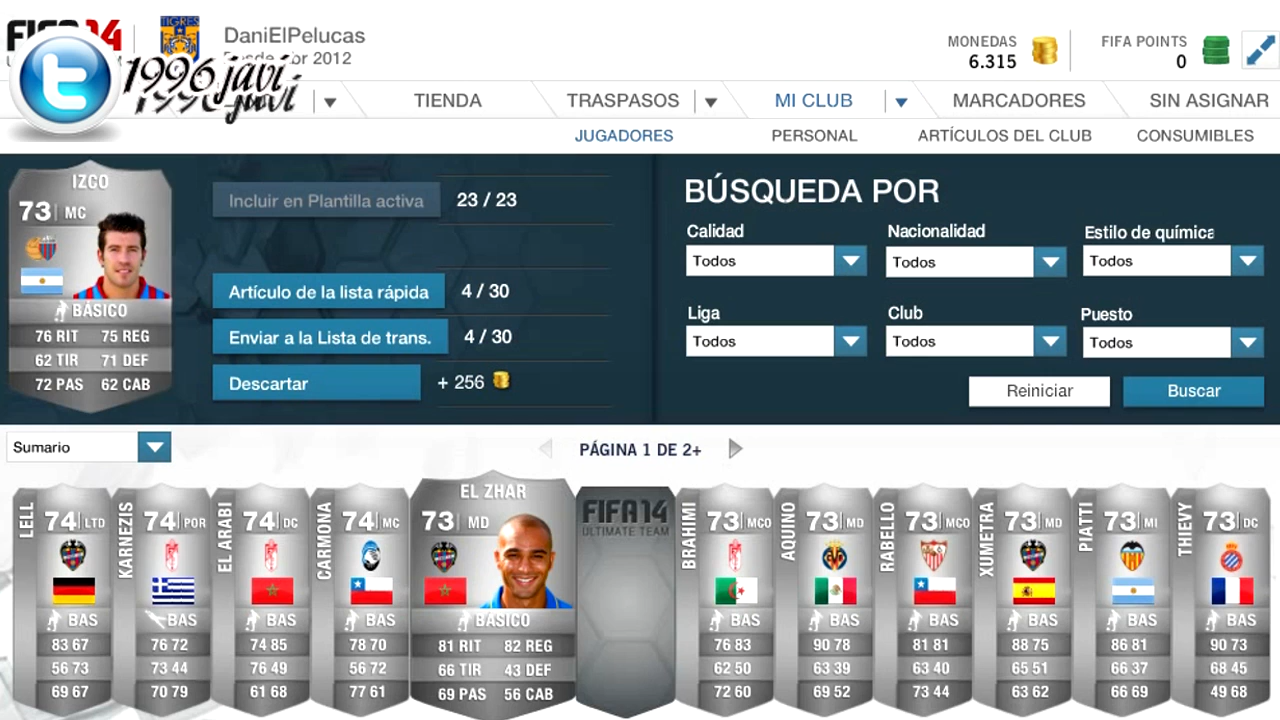 FIFA 14
DaniElPelucas
TIGRES
1996javi
MONEDAS
6.315
FIFA POINTS
0
TIENDA
TRASPASOS
MI CLUB
MARCADORES
SIN ASIGNAR
JUGADORES
PERSONAL
ARTÍCULOS DEL CLUB
CONSUMIBLES
IZCO
73 MC
BÁSICO
76 RIT 75 REG
62 TIR 71 DEF
72 PAS 62 CAB
Incluir en Plantilla activa 23 / 23
Artículo de la lista rápida 4 / 30
Enviar a la Lista de trans. 4 / 30
Descartar + 256
BÚSQUEDA POR
Calidad
Todos
Nacionalidad
Todos
Estilo de química
Todos
Liga
Todos
Club
Todos
Puesto
Todos
Reiniciar
Buscar
Sumario
PÁGINA 1 DE 2+
LELL
74 LTD
BAS
83 67
56 73
69 67
KARNEZIS
74 POR
BAS
76 72
73 44
70 79
EL ARABI
74 DC
BAS
74 85
76 49
61 68
CARMONA
74 MC
BAS
78 70
56 72
77 61
EL ZHAR
73 MD
BÁSICO
81 RIT 82 REG
66 TIR 43 DEF
69 PAS 56 CAB
FIFA 14
ULTIMATE TEAM
BRAHIMI
73 MCO
BAS
76 83
62 50
72 60
AQUINO
73 MD
BAS
90 78
63 39
69 52
RABELLO
73 MCO
BAS
81 81
63 40
73 44
XUMETRA
73 MD
BAS
88 75
65 51
63 62
PIATTI
73 MI
BAS
86 81
66 37
66 69
THIEVY
73 DC
BAS
90 73
68 45
49 68